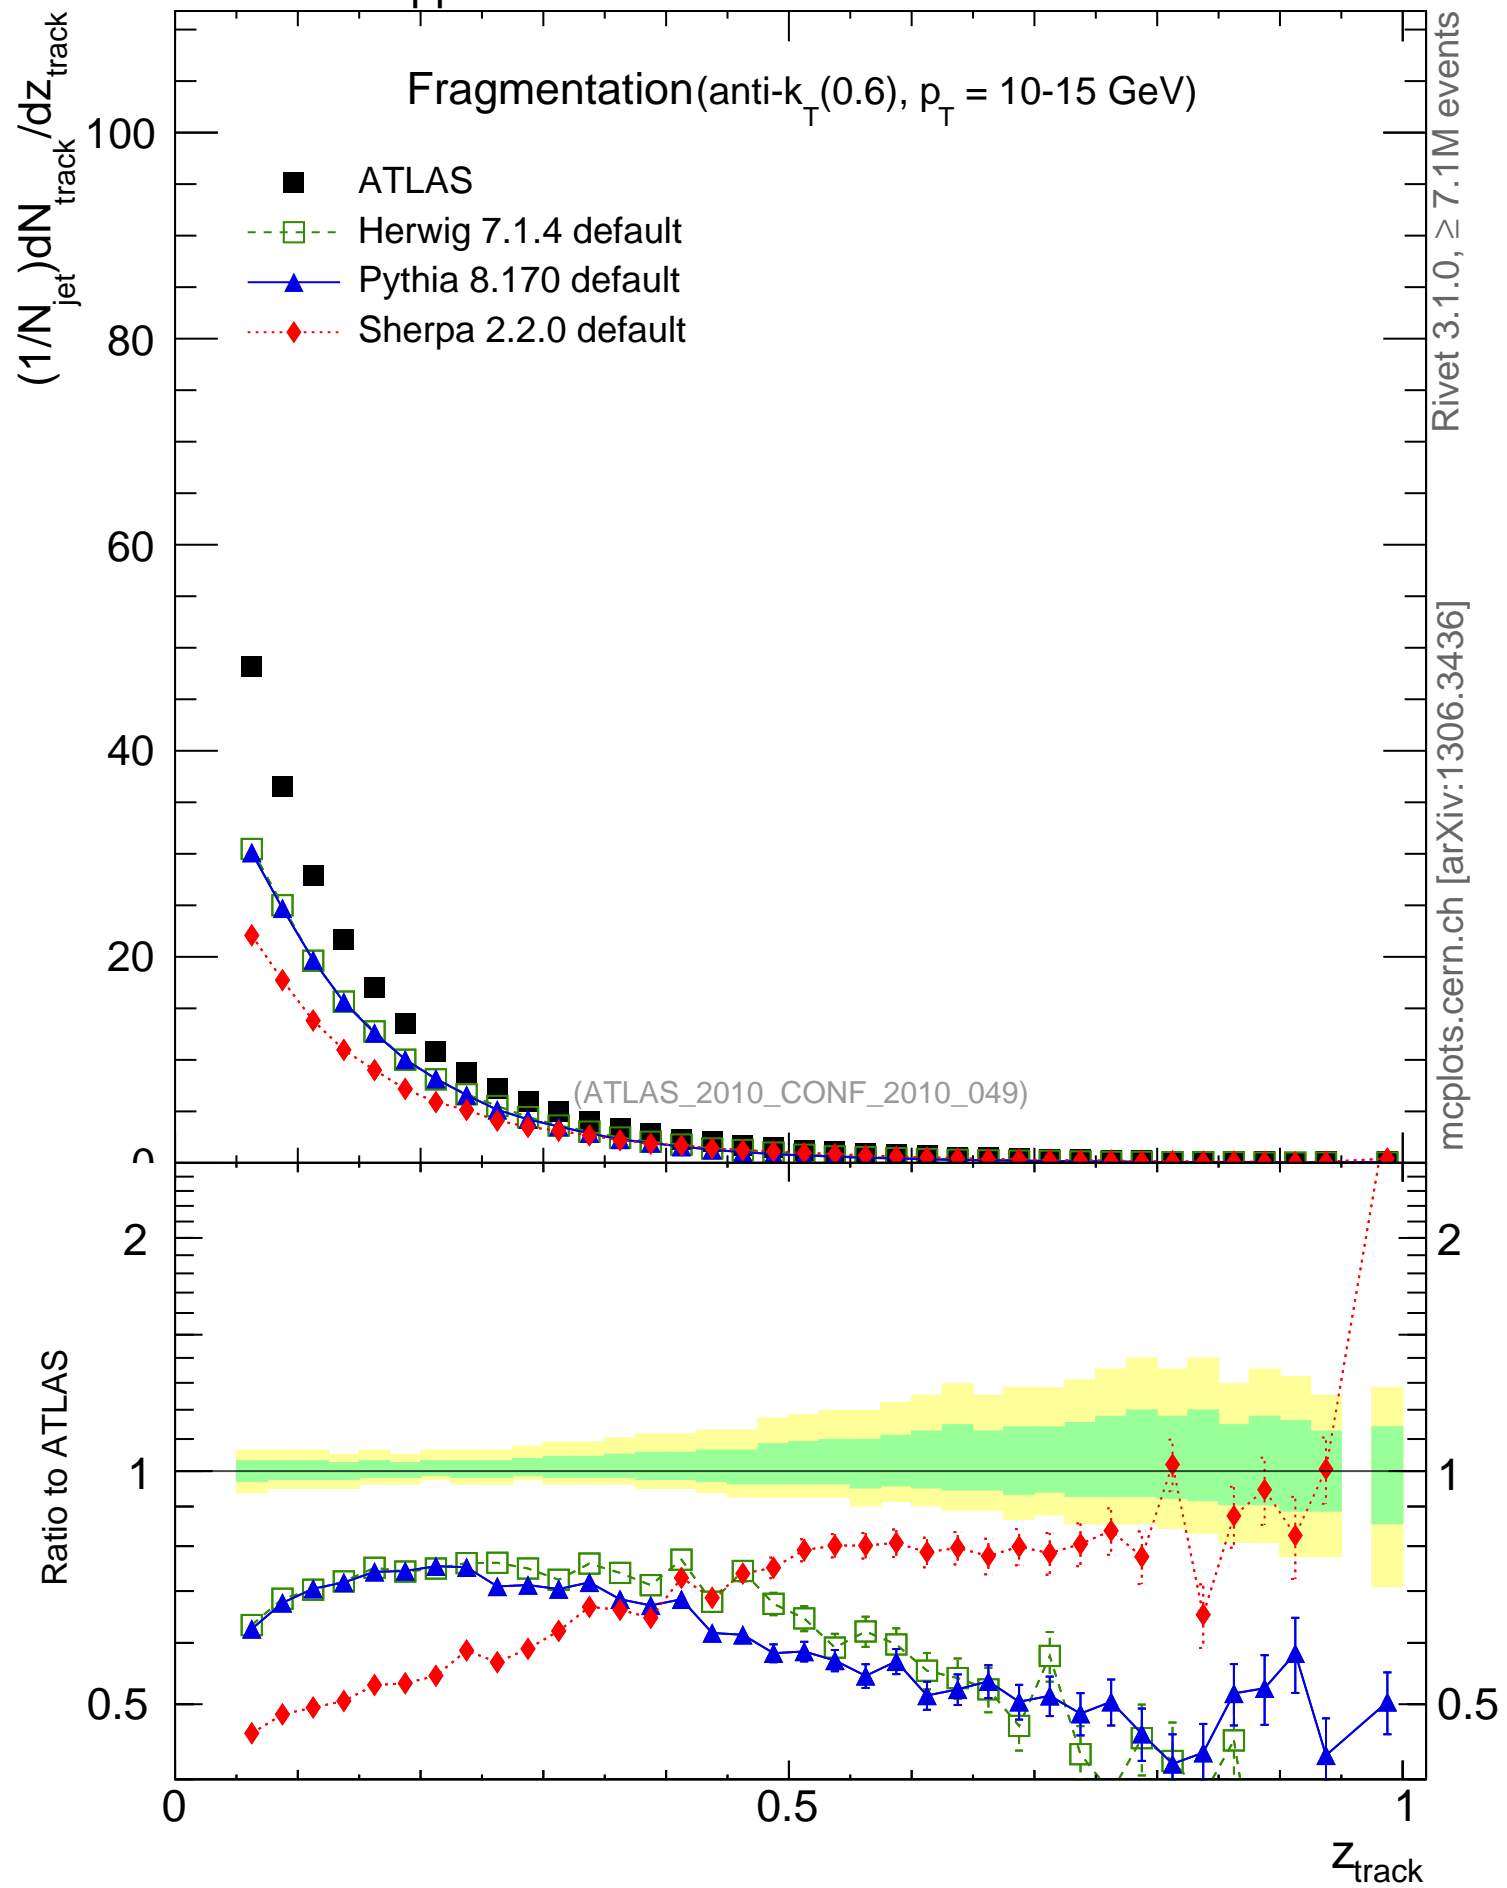 Fragmentation (anti-k_T(0.6), p_T = 10-15 GeV)
(1/N_jet)dN_track/dz_track
ATLAS
Herwig 7.1.4 default
Pythia 8.170 default
Sherpa 2.2.0 default
100
80
60
40
20
0
(ATLAS_2010_CONF_2010_049)
Rivet 3.1.0, ≥ 7.1M events
mcplots.cern.ch [arXiv:1306.3436]
Ratio to ATLAS
2
1
0.5
2
1
0.5
0
0.5
1
z_track